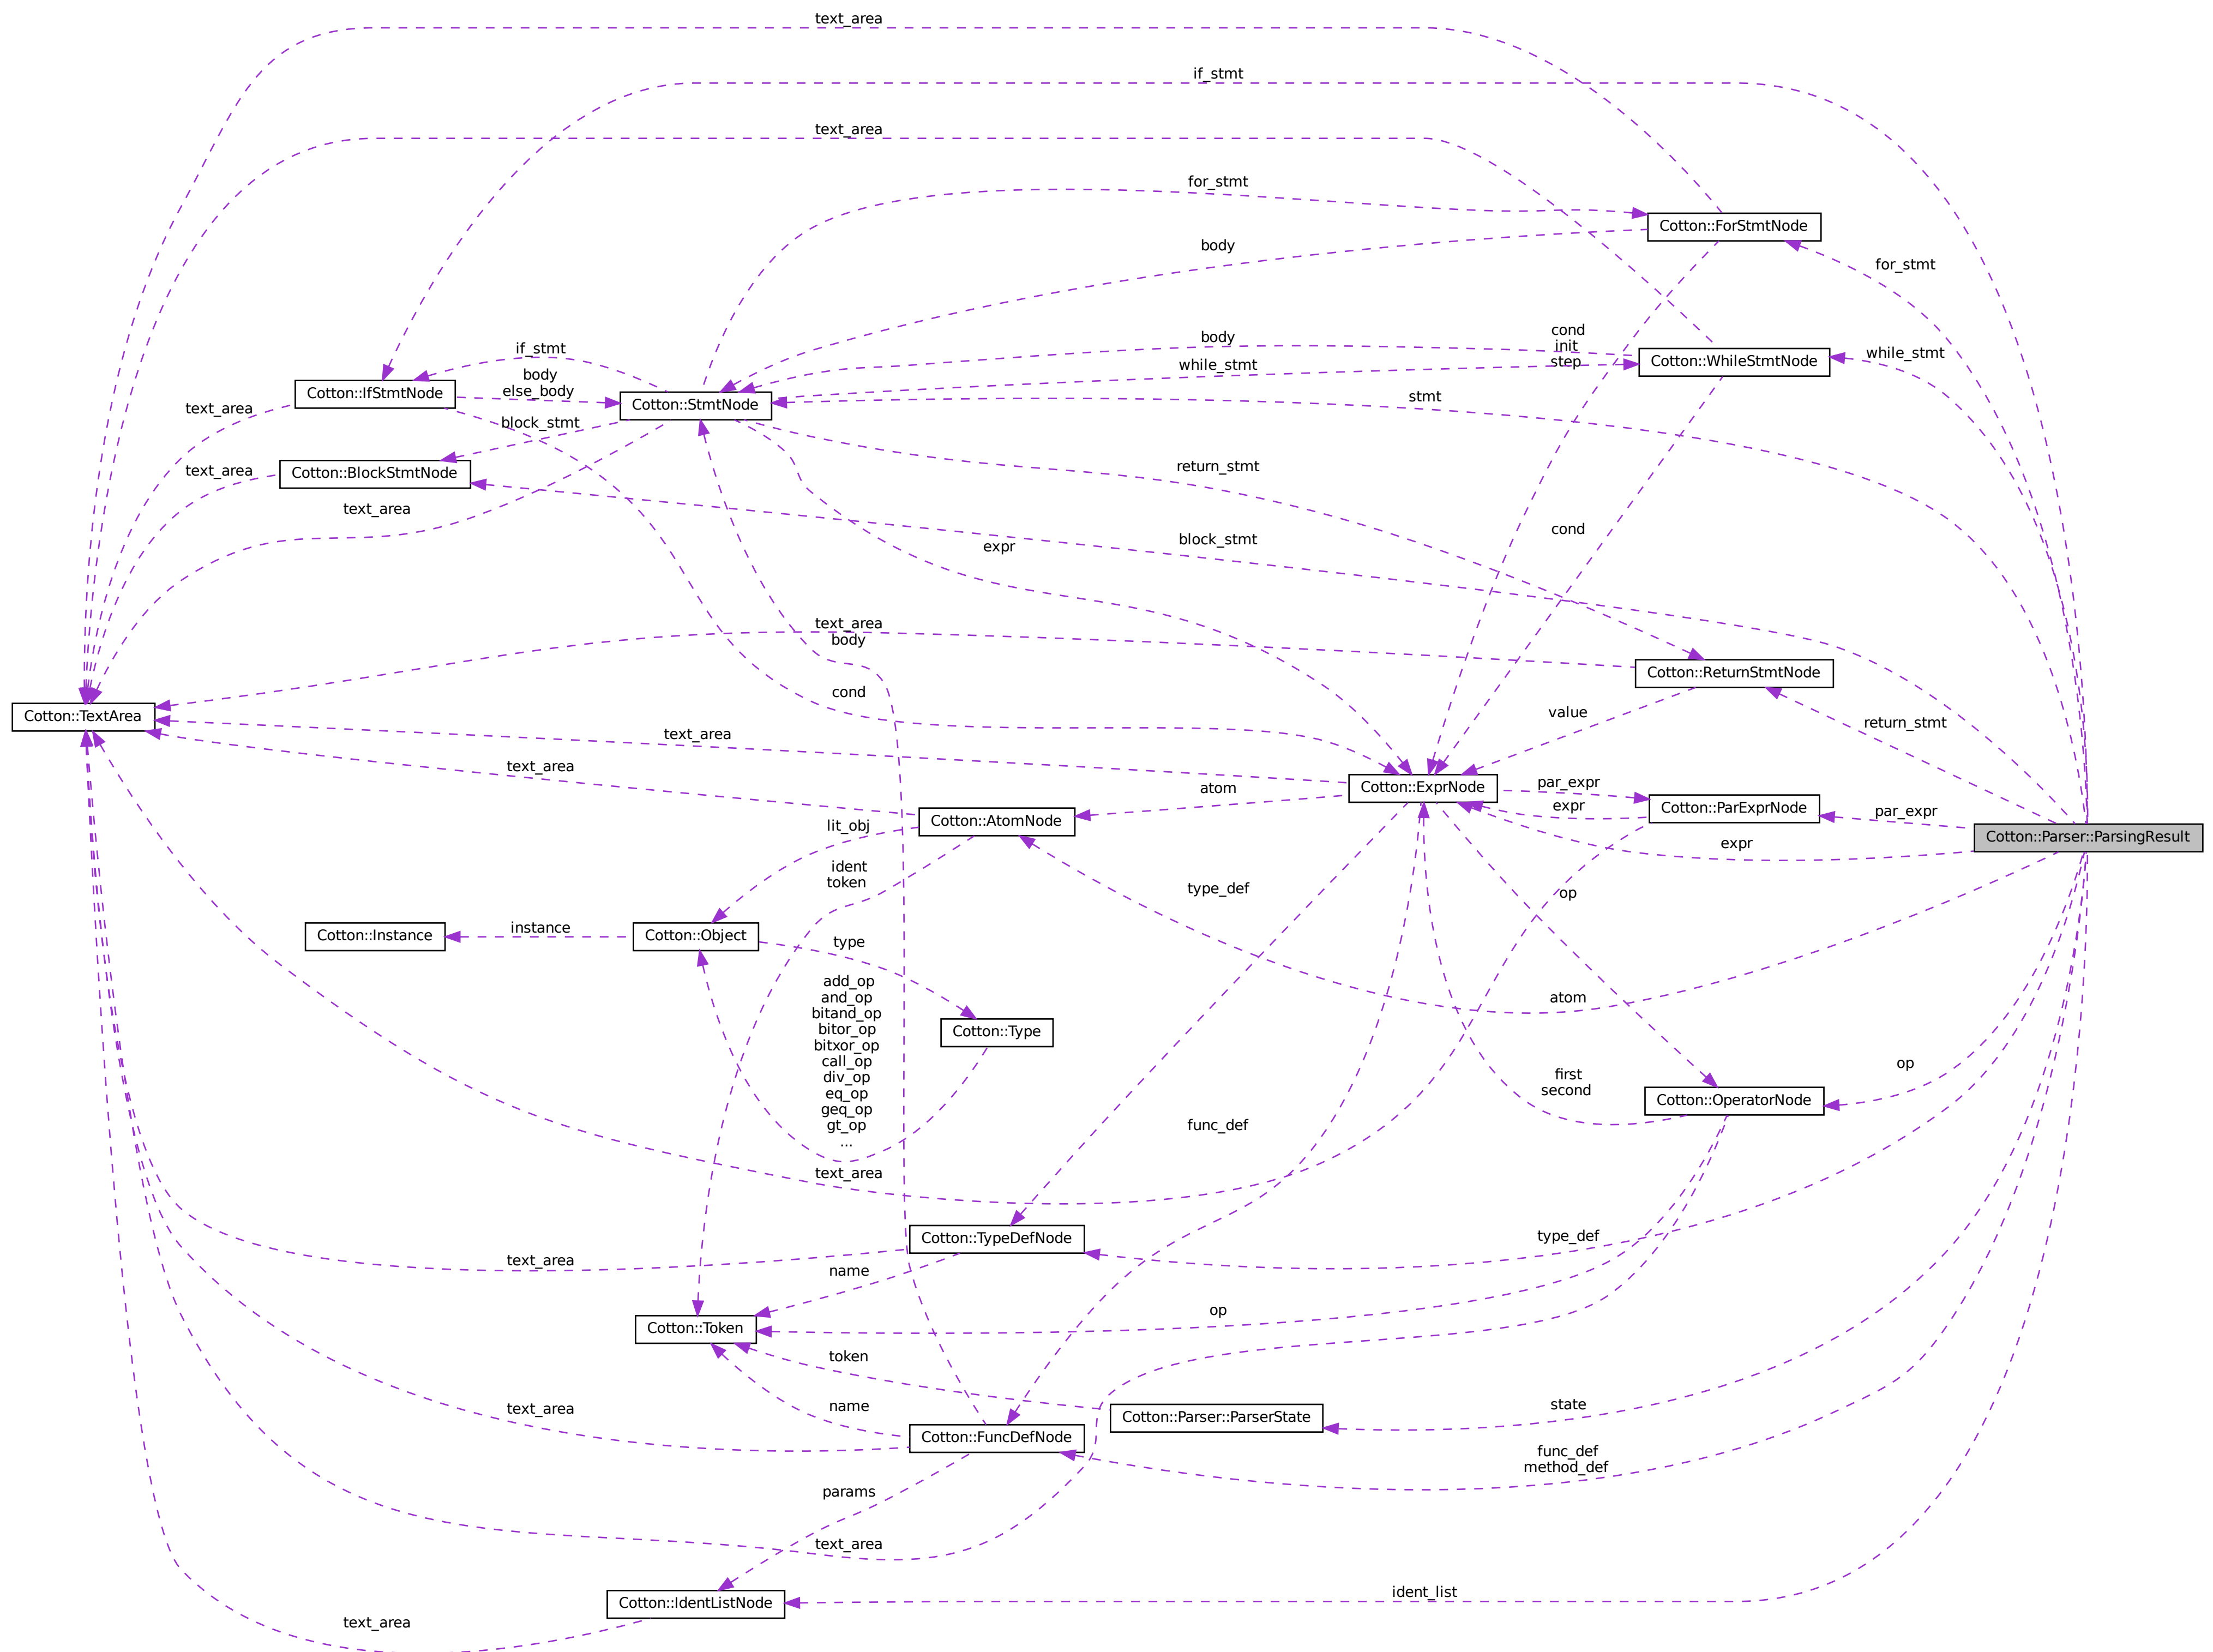 text_area
if_stmt
text_area
for_stmt
Cotton::ForStmtNode
body
for_stmt
cond
init
step
body
while_stmt
while_stmt
Cotton::WhileStmtNode
if_stmt
body
else_body
Cotton::IfStmtNode
Cotton::StmtNode
stmt
text_area
block_stmt
text_area
Cotton::BlockStmtNode
return_stmt
text_area
expr
cond
block_stmt
text_area
body
Cotton::ReturnStmtNode
cond
value
Cotton::TextArea
return_stmt
text_area
text_area
atom
Cotton::ExprNode
par_expr
expr
Cotton::ParExprNode
par_expr
Cotton::Parser::ParsingResult
expr
lit_obj
Cotton::AtomNode
ident
token
type_def
op
Cotton::Instance
instance
Cotton::Object
type
add_op
and_op
bitand_op
bitor_op
bitxor_op
call_op
div_op
eq_op
geq_op
gt_op
...
atom
Cotton::Type
op
first
second
Cotton::OperatorNode
func_def
text_area
Cotton::TypeDefNode
type_def
text_area
name
op
Cotton::Token
token
text_area
name
Cotton::Parser::ParserState
state
Cotton::FuncDefNode
func_def
method_def
params
text_area
ident_list
Cotton::IdentListNode
text_area